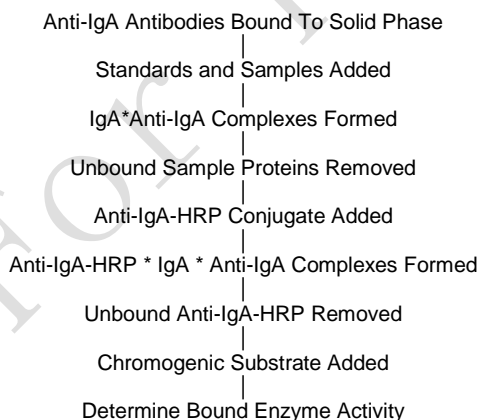 Anti-IgA Antibodies Bound To Solid Phase
Standards and Samples Added
IgA*Anti-IgA Complexes Formed
Unbound Sample Proteins Removed
Anti-IgA-HRP Conjugate Added
Anti-IgA-HRP * IgA * Anti-IgA Complexes Formed
Unbound Anti-IgA-HRP Removed
Chromogenic Substrate Added
Determine Bound Enzyme Activity
For